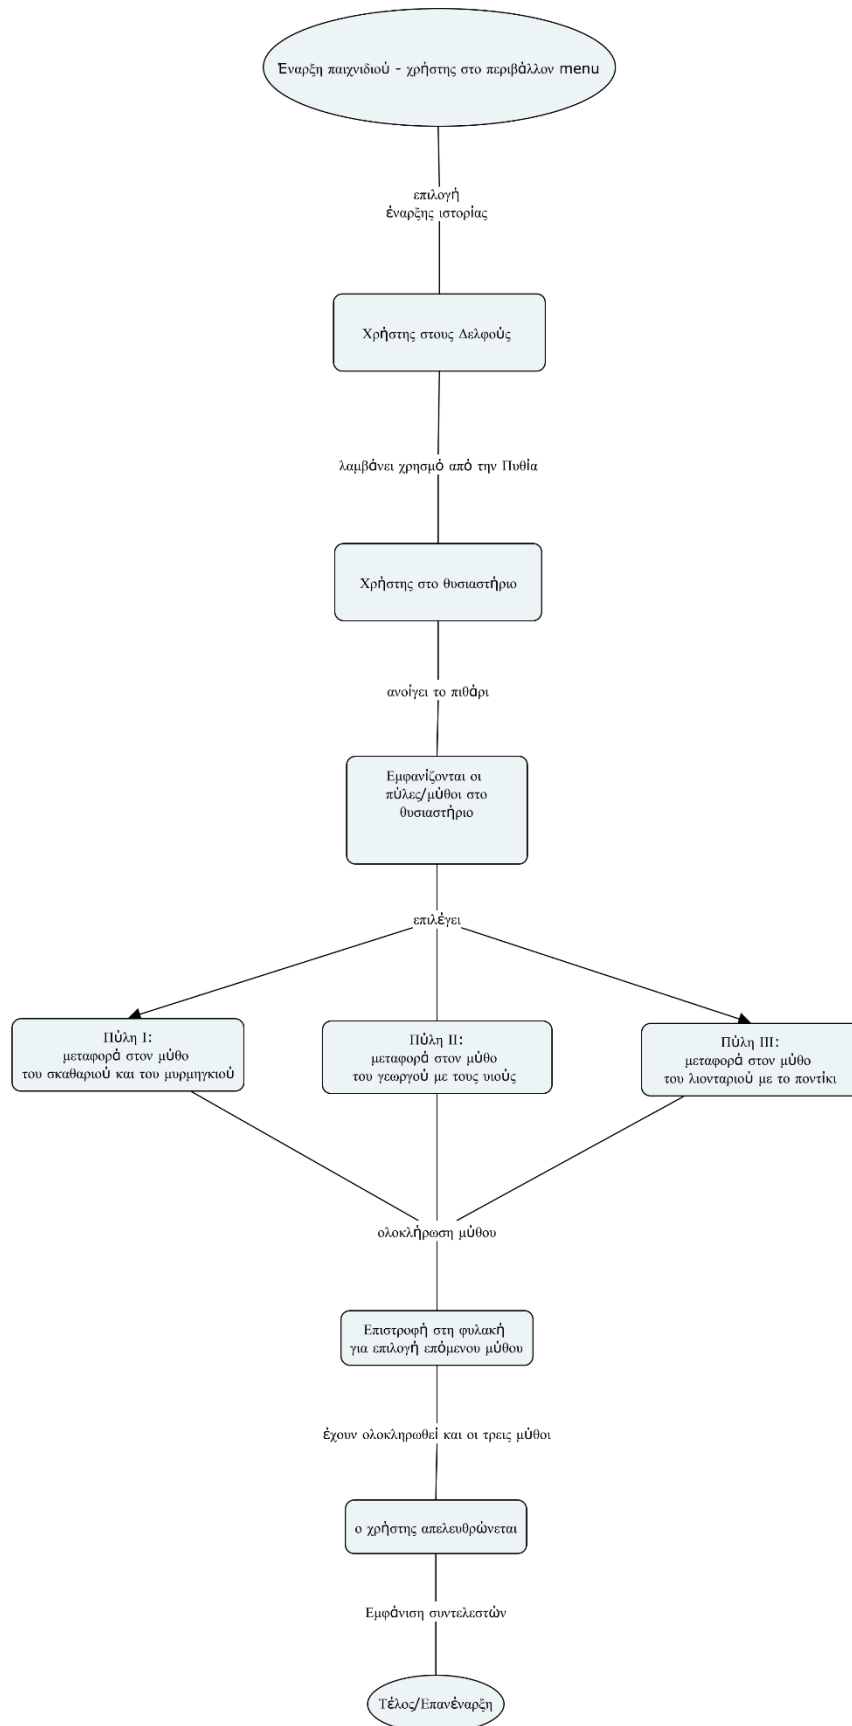 Έναρξη παιχνιδιού - χρήστης στο περιβάλλον menu
επιλογή
έναρξης ιστορίας
Χρήστης στους Δελφούς
λαμβάνει χρησμό από την Πυθία
Χρήστης στο θυσιαστήριο
ανοίγει το πιθάρι
Εμφανίζονται οι
πύλες/μύθοι στο
θυσιαστήριο
επιλέγει
Πύλη I:
μεταφορά στον μύθο
του σκαθαριού και του μυρμηγκιού
Πύλη II:
μεταφορά στον μύθο
του γεωργού με τους υιούς
Πύλη III:
μεταφορά στον μύθο
του λιονταριού με το ποντίκι
ολοκλήρωση μύθου
Επιστροφή στη φυλακή
για επιλογή επόμενου μύθου
έχουν ολοκληρωθεί και οι τρεις μύθοι
ο χρήστης απελευθρώνεται
Εμφάνιση συντελεστών
Τέλος/Επανέναρξη